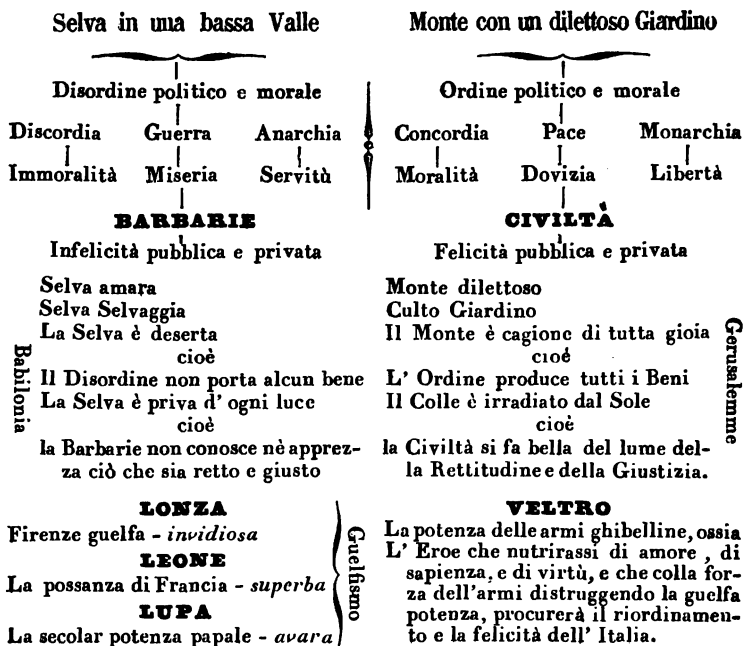 Selva in una bassa Valle
Disordine politico e morale
Discordia Guerra Anarchia
Immoralità Miseria Servitù
BARBARIE
Infelicità pubblica e privata
Babilonia
Selva amara
Selva Selvaggia
La Selva è deserta
cioè
Il Disordine non porta alcun bene
La Selva è priva d' ogni luce
cioè
la Barbarie non conosce nè apprez-
za ciò che sia retto e giusto
LONZA
Firenze guelfa - invidiosa
LEONE
La possanza di Francia - superba
LUPA
La secolar potenza papale - avara
Guelfismo
Monte con un dilettoso Giardino
Ordine politico e morale
Concordia Pace Monarchia
Moralità Dovizia Libertà
CIVILTÀ
Felicità pubblica e privata
Monte dilettoso
Culto Giardino
Il Monte è cagione di tutta gioia
cioè
L' Ordine produce tutti i Beni
Il Colle è irradiato dal Sole
cioè
la Civiltà si fa bella del lume del-
la Rettitudine e della Giustizia.
Gerusalemme
VELTRO
La potenza delle armi ghibelline, ossia
L' Eroe che nutrirassi di amore , di
sapienza, e di virtù, e che colla for-
za dell'armi distruggendo la guelfa
potenza, procurerà il riordinamen-
to e la felicità dell' Italia.